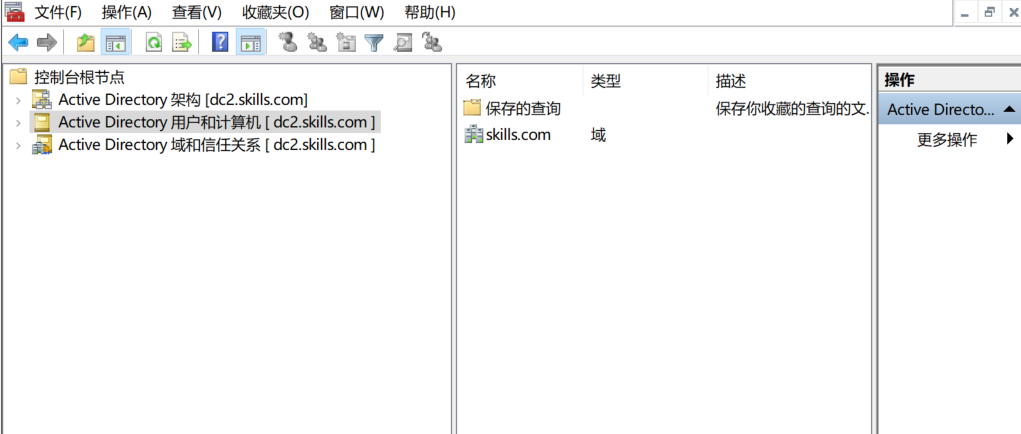 文件(F) 操作(A) 查看(V) 收藏夹(O) 窗口(W) 帮助(H)
控制台根节点
Active Directory 架构 [dc2.skills.com]
Active Directory 用户和计算机 [ dc2.skills.com ]
Active Directory 域和信任关系 [ dc2.skills.com ]
名称 类型 描述
保存的查询 保存你收藏的查询的文...
skills.com 域
操作
Active Directo...
更多操作